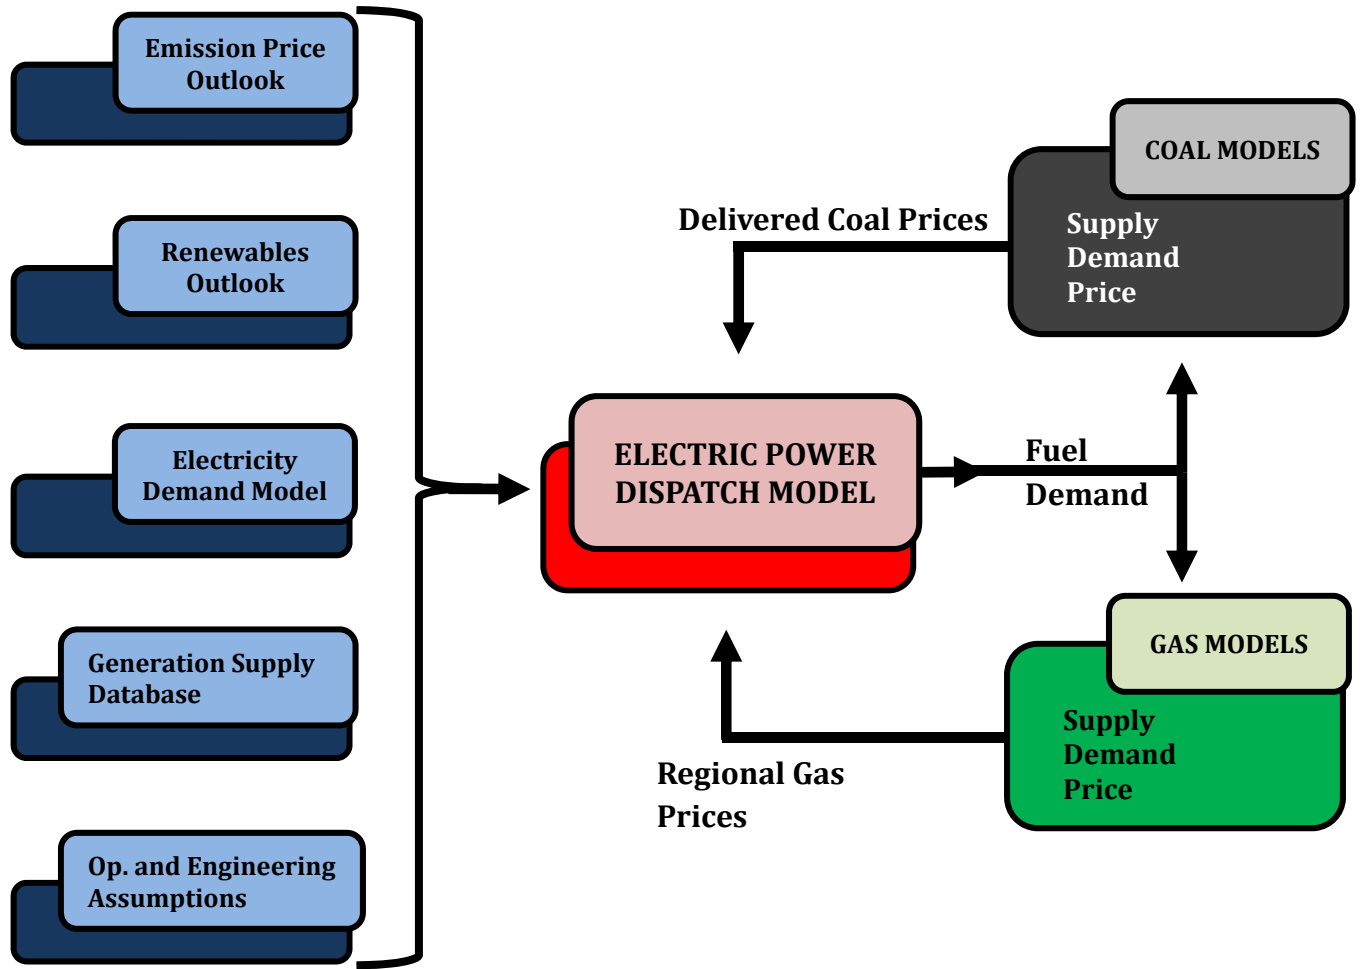 Emission Price
Outlook
Renewables
Outlook
Electricity
Demand Model
Generation Supply
Database
Op. and Engineering
Assumptions
ELECTRIC POWER
DISPATCH MODEL
Delivered Coal Prices
COAL MODELS
Supply
Demand
Price
Fuel
Demand
GAS MODELS
Supply
Demand
Price
Regional Gas
Prices